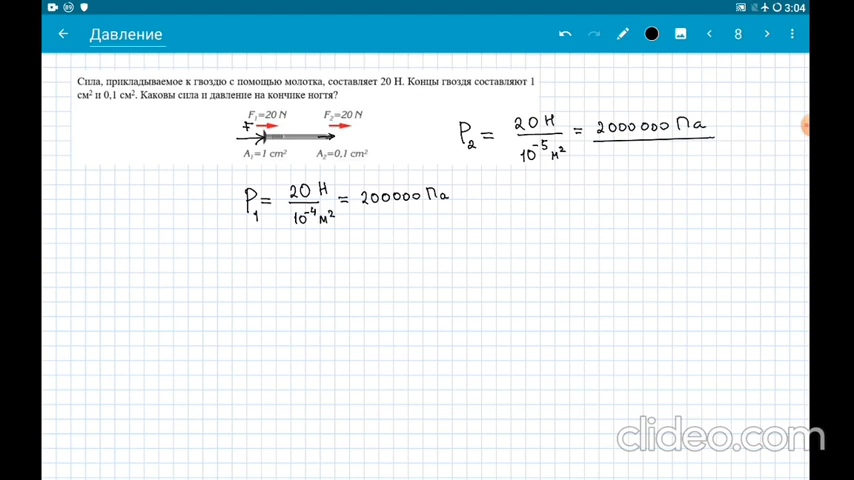 3:04
Давление
8
Сила, прикладываемое к гвоздю с помощью молотка, составляет 20 Н. Концы гвоздя составляют 1
см² и 0,1 см². Каковы сила и давление на кончике ногтя?
F₁=20 N F₂=20 N
F
A₁=1 cm² A₂=0,1 cm²
P₂ = 20 Н / 10⁻⁵ м² = 2000000 Па
P₁ = 20 Н / 10⁻⁴ м² = 200000 Па
clideo.com